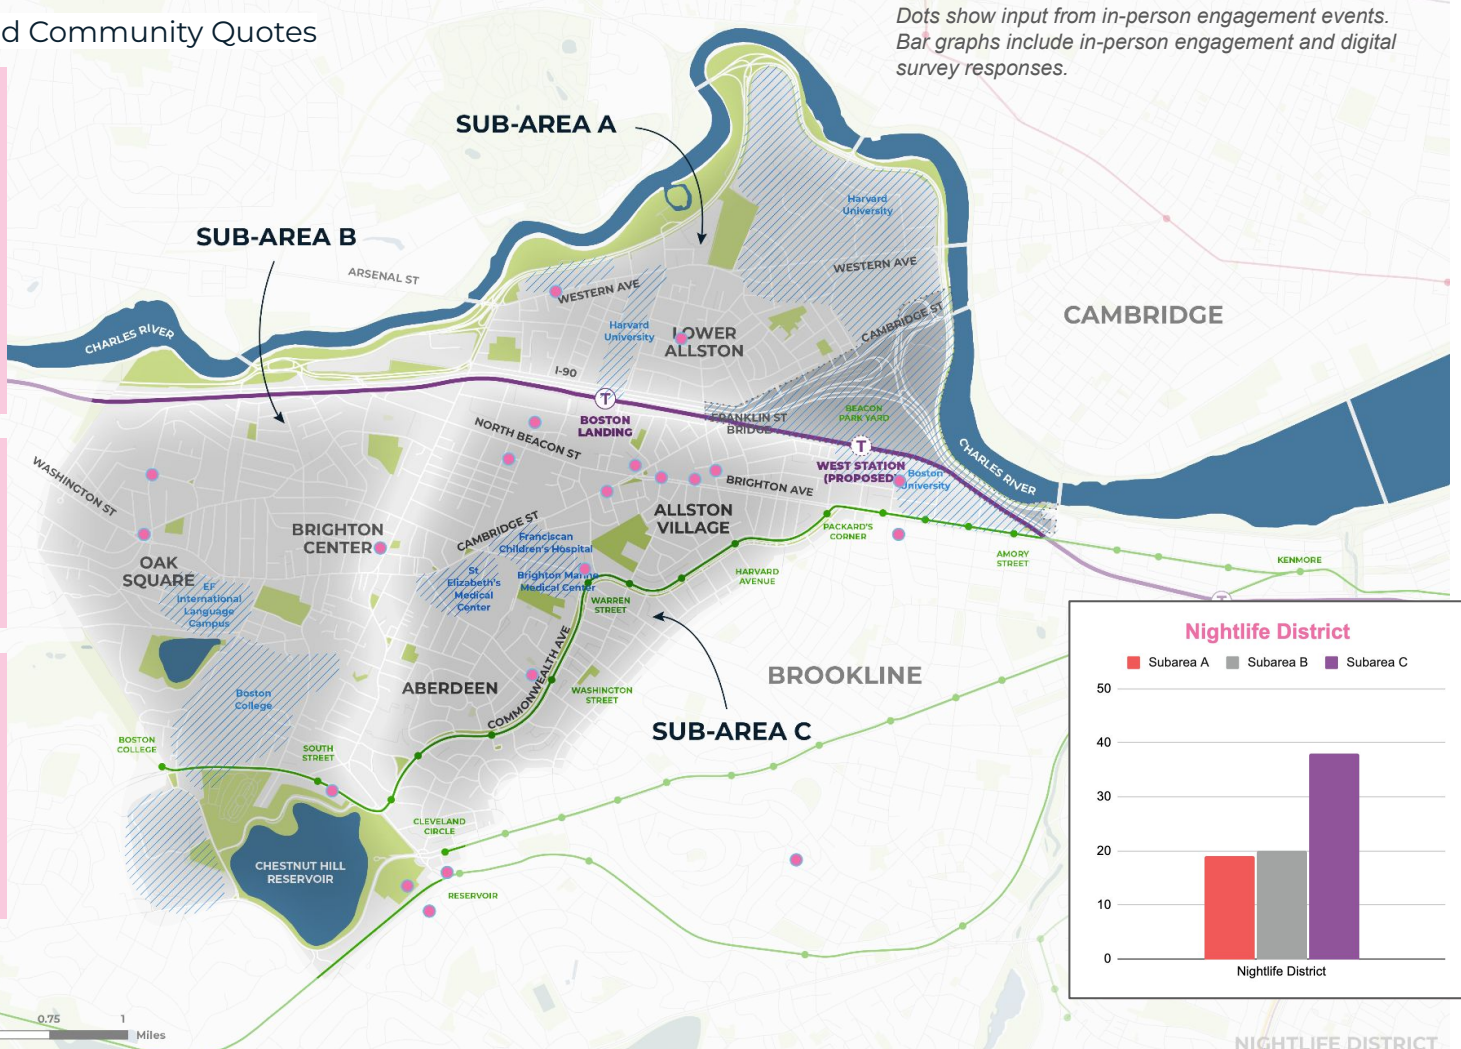 d Community Quotes
Dots show input from in-person engagement events.
Bar graphs include in-person engagement and digital
survey responses.
SUB-AREA A
SUB-AREA B
ARSENAL ST
Harvard
University
WESTERN AVE
WESTERN AVE
CAMBRIDGE ST
CAMBRIDGE
CHARLES RIVER
Harvard
University
LOWER
ALLSTON
I-90
T
BOSTON
LANDING
FRANKLIN ST
BRIDGE
BEACON
PARK YARD
T
WEST STATION
(PROPOSED)
Boston
University
CHARLES RIVER
NORTH BEACON ST
WASHINGTON ST
BRIGHTON AVE
ALLSTON
VILLAGE
BRIGHTON
CENTER
CAMBRIDGE ST
Franciscan
Children's Hospital
PACKARD'S
CORNER
AMORY
STREET
KENMORE
OAK
SQUARE
EF
International
Language
Campus
St
Elizabeth's
Medical
Center
Brighton Marine
Medical Center
HARVARD
AVENUE
WARREN
STREET
T
COMMONWEALTH AVE
ABERDEEN
WASHINGTON
STREET
BROOKLINE
Boston
College
SUB-AREA C
BOSTON
COLLEGE
SOUTH
STREET
CLEVELAND
CIRCLE
CHESTNUT HILL
RESERVOIR
RESERVOIR
Nightlife District
Subarea A
Subarea B
Subarea C
50
40
30
20
10
0
Nightlife District
0.75
1
Miles
NIGHTLIFE DISTRICT